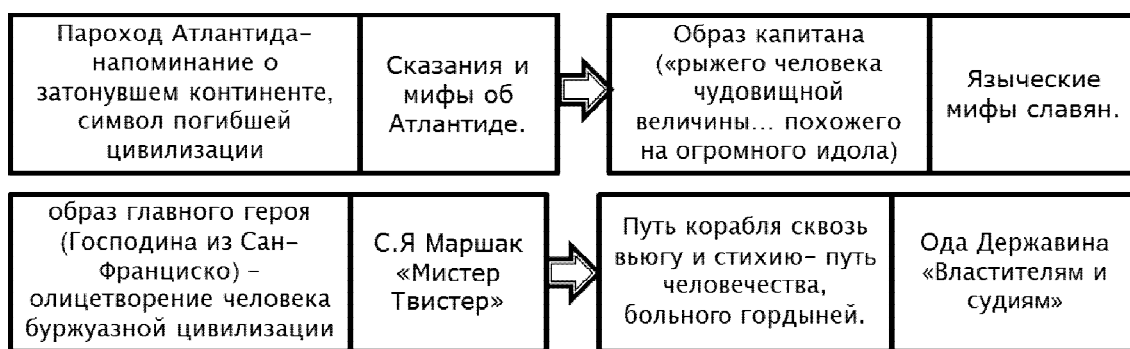 Пароход Атлантида–
напоминание о
затонувшем континенте,
символ погибшей
цивилизации
Сказания и
мифы об
Атлантиде.
Образ капитана
(«рыжего человека
чудовищной
величины... похожего
на огромного идола)
Языческие
мифы славян.
образ главного героя
(Господина из Сан–
Франциско) –
олицетворение человека
буржуазной цивилизации
С.Я Маршак
«Мистер
Твистер»
Путь корабля сквозь
вьюгу и стихию– путь
человечества,
больного гордыней.
Ода Державина
«Властителям и
судиям»